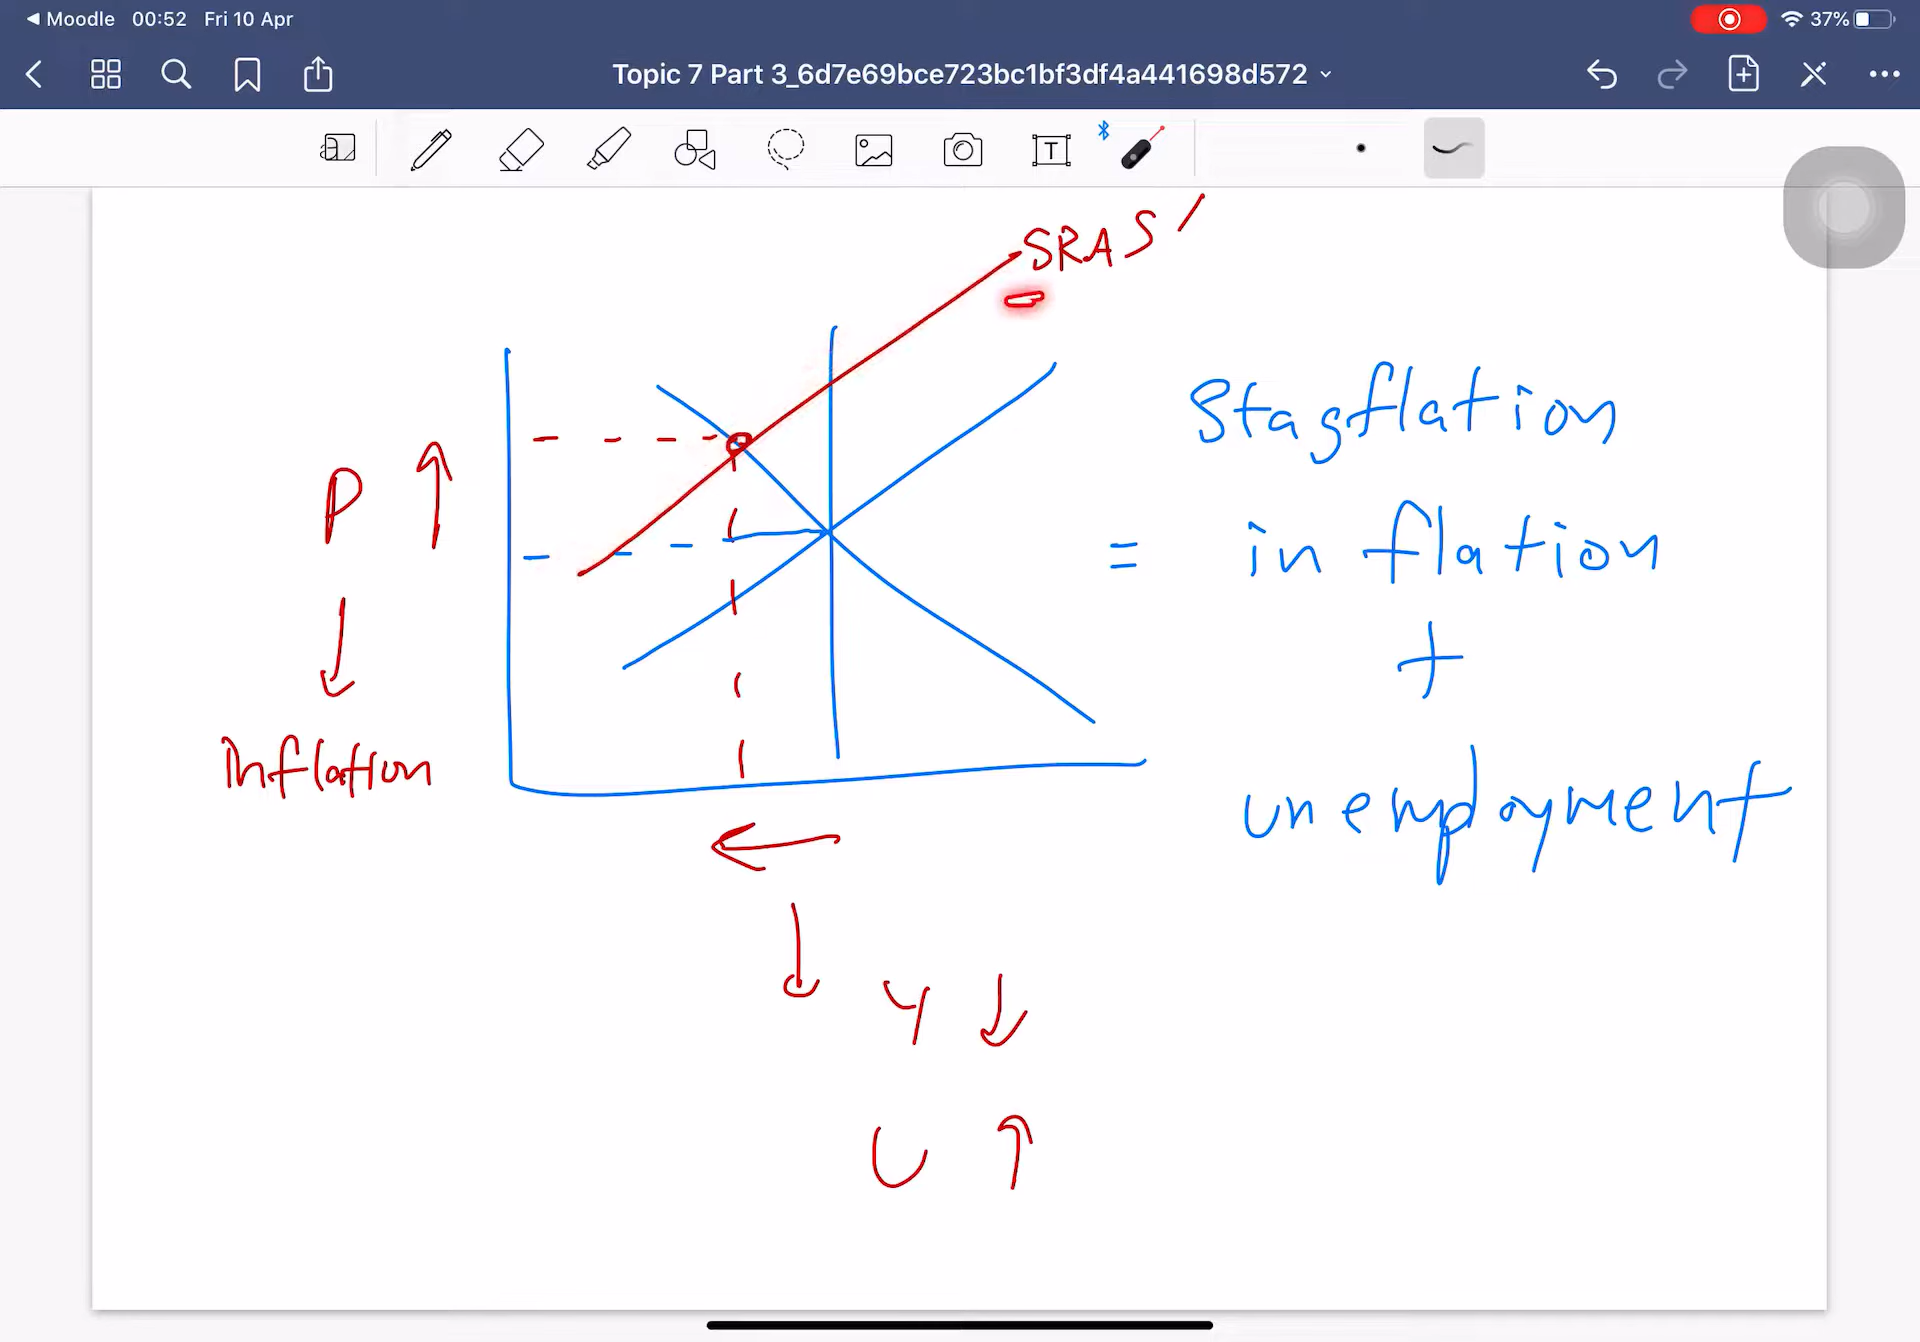 Moodle 00:52 Fri 10 Apr 37%
Topic 7 Part 3_6d7e69bce723bc1bf3df4a441698d572
a T
SRAS'
Stagflation
P ↑
= inflation
+
Inflation
unemployment
Y ↓
U ↑